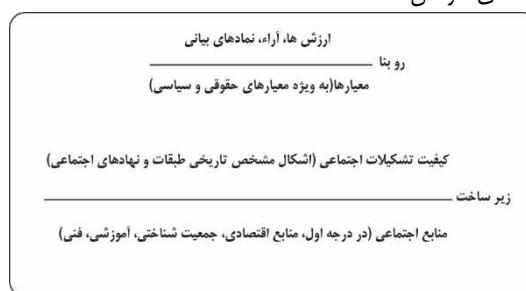 ارزش ها، آراء، نمادهای بیانی
رو بنا
معیارها(به ویژه معیارهای حقوقی و سیاسی)
کیفیت تشکیلات اجتماعی (اشکال مشخص تاریخی طبقات و نهادهای اجتماعی)
زیر ساخت
منابع اجتماعی (در درجه اول، منابع اقتصادی، جمعیت شناختی، آموزشی، فنی)